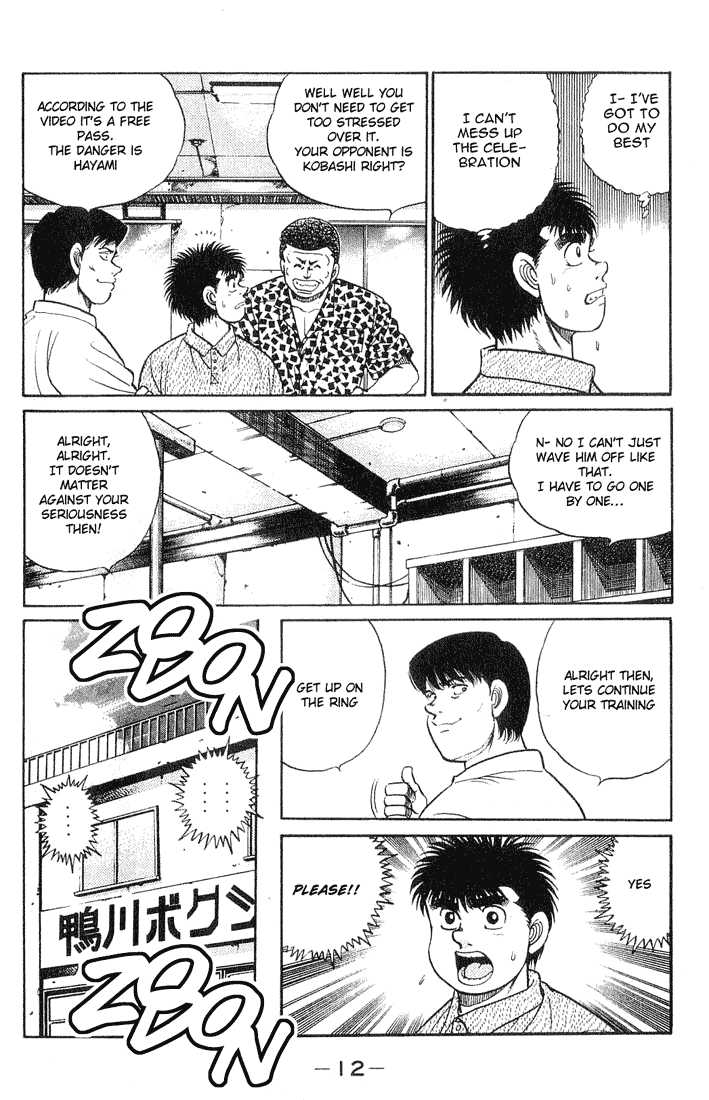 I- I'VE
GOT TO
DO MY
BEST
I CAN'T
MESS UP
THE CELE-
BRATION
WELL WELL YOU
DON'T NEED TO GET
TOO STRESSED
OVER IT.
YOUR OPPONENT IS
KOBASHI RIGHT?
ACCORDING TO THE
VIDEO IT'S A FREE
PASS.
THE DANGER IS
HAYAMI
N- NO I CAN'T JUST
WAVE HIM OFF LIKE
THAT.
I HAVE TO GO ONE
BY ONE...
ALRIGHT,
ALRIGHT.
IT DOESN'T
MATTER
AGAINST YOUR
SERIOUSNESS
THEN!
ALRIGHT THEN,
LETS CONTINUE
YOUR TRAINING
GET UP ON
THE RING
YES
PLEASE!!
ZBON
....
....
鴨川ボクシ
ZBON
-12-